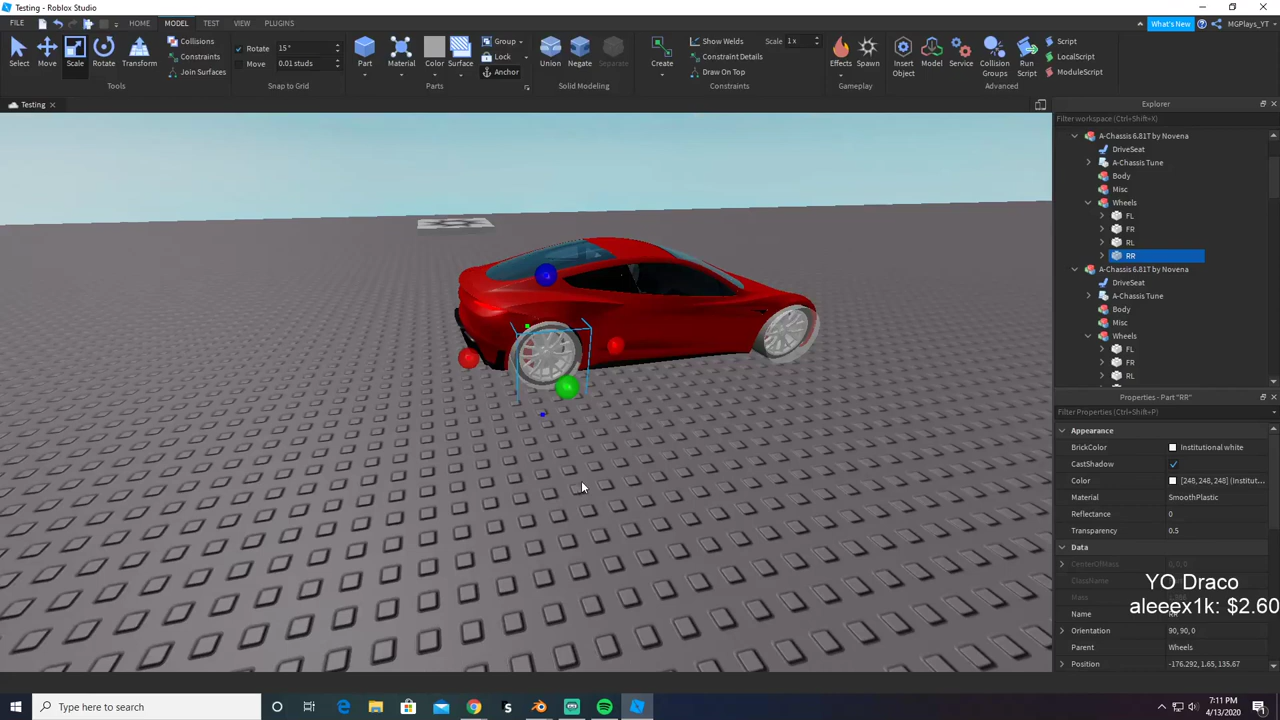 Testing - Roblox Studio
FILE HOME MODEL TEST VIEW PLUGINS What's New MGPlays_YT
Select Move Scale Rotate Transform
Collisions
Constraints
Join Surfaces
Tools
Rotate 15°
Move 0.01 studs
Snap to Grid
Part Material Color Surface
Group
Lock
Anchor
Parts
Union Negate Separate
Solid Modeling
Create
Show Welds Scale 1 x
Constraint Details
Draw On Top
Constraints
Effects Spawn
Gameplay
Insert Object Model Service Collision Groups Run Script
Script
LocalScript
ModuleScript
Advanced
Testing
Explorer
Filter workspace (Ctrl+Shift+X)
A-Chassis 6.81T by Novena
DriveSeat
A-Chassis Tune
Body
Misc
Wheels
FL
FR
RL
RR
A-Chassis 6.81T by Novena
DriveSeat
A-Chassis Tune
Body
Misc
Wheels
FL
FR
RL
Properties - Part "RR"
Filter Properties (Ctrl+Shift+P)
Appearance
BrickColor Institutional white
CastShadow
Color [248, 248, 248] (Institut...
Material SmoothPlastic
Reflectance 0
Transparency 0.5
Data
CenterOfMass 0, 0, 0
ClassName
Mass
Name
Orientation 90, 90, 0
Parent Wheels
Position -176.292, 1.65, 135.67
YO Draco
aleeex1k: $2.60
Type here to search
7:11 PM
4/13/2020